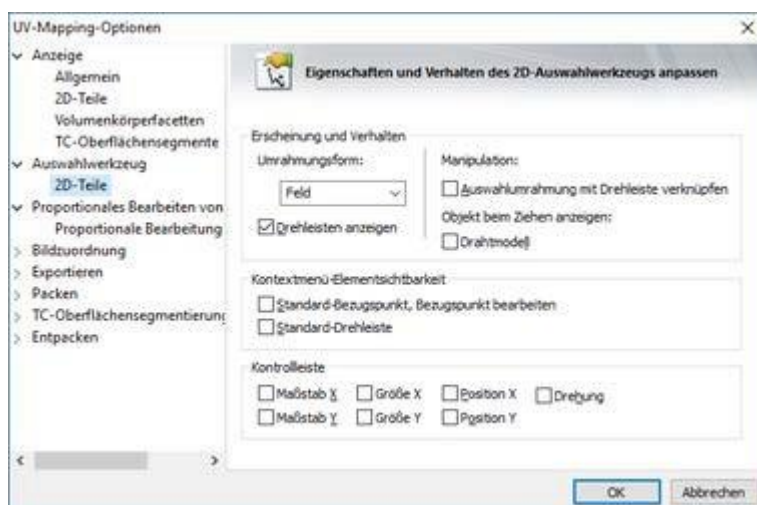 UV-Mapping-Optionen
Anzeige
Allgemein
2D-Teile
Volumenkörperfacetten
TC-Oberflächensegmente
Auswahlwerkzeug
2D-Teile
Proportionales Bearbeiten von
Proportionale Bearbeitung
Bildzuordnung
Exportieren
Packen
TC-Oberflächensegmentierung
Entpacken
Eigenschaften und Verhalten des 2D-Auswahlwerkzeugs anpassen
Erscheinung und Verhalten
Umrahmungsform:
Feld
Drehleisten anzeigen
Manipulation:
Auswahlumrahmung mit Drehleiste verknüpfen
Objekt beim Ziehen anzeigen:
Drahtmodell
Kontextmenü-Elementsichtbarkeit
Standard-Bezugspunkt, Bezugspunkt bearbeiten
Standard-Drehleiste
Kontrolleiste
Maßstab X Größe X Position X Drehung
Maßstab Y Größe Y Position Y
OK Abbrechen